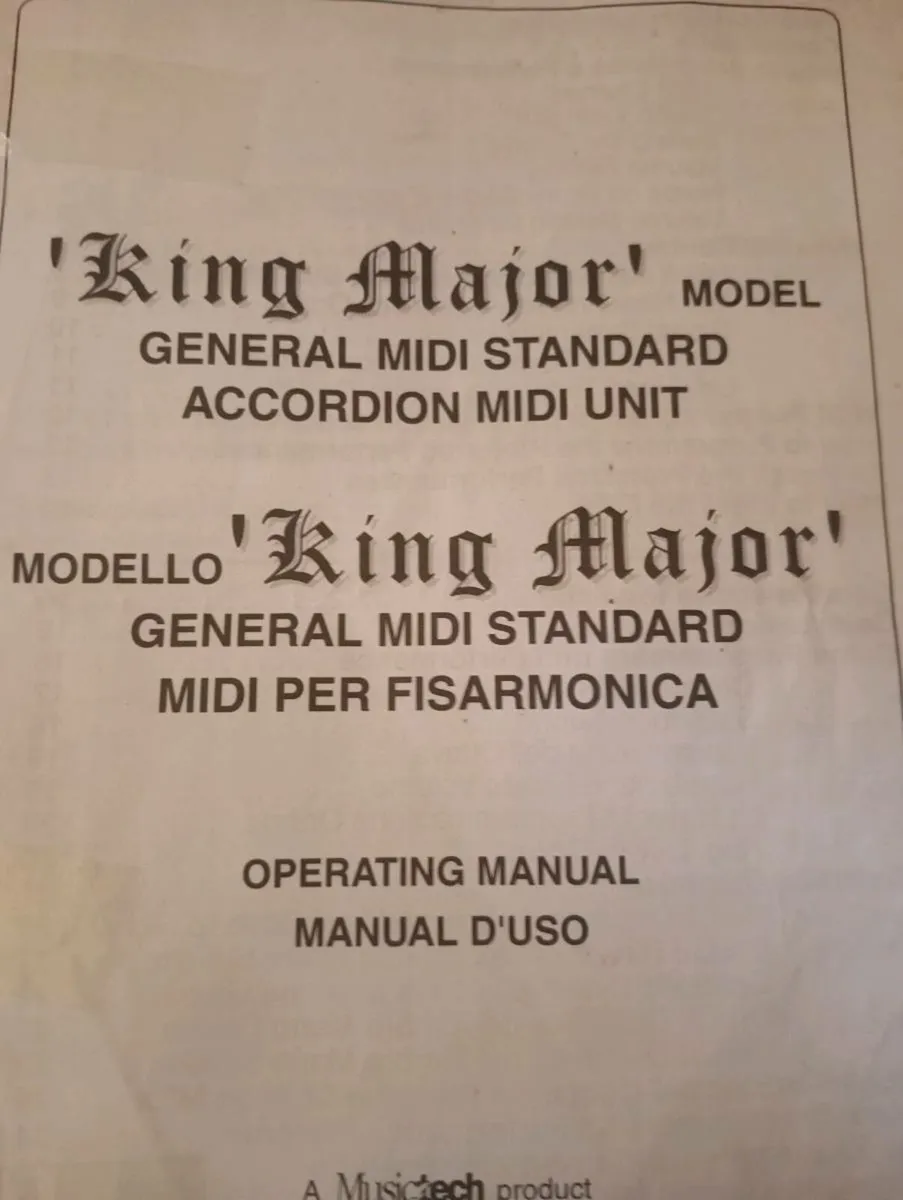 'King Major' MODEL
GENERAL MIDI STANDARD
ACCORDION MIDI UNIT
MODELLO 'King Major'
GENERAL MIDI STANDARD
MIDI PER FISARMONICA
OPERATING MANUAL
MANUAL D'USO
A Musictech product